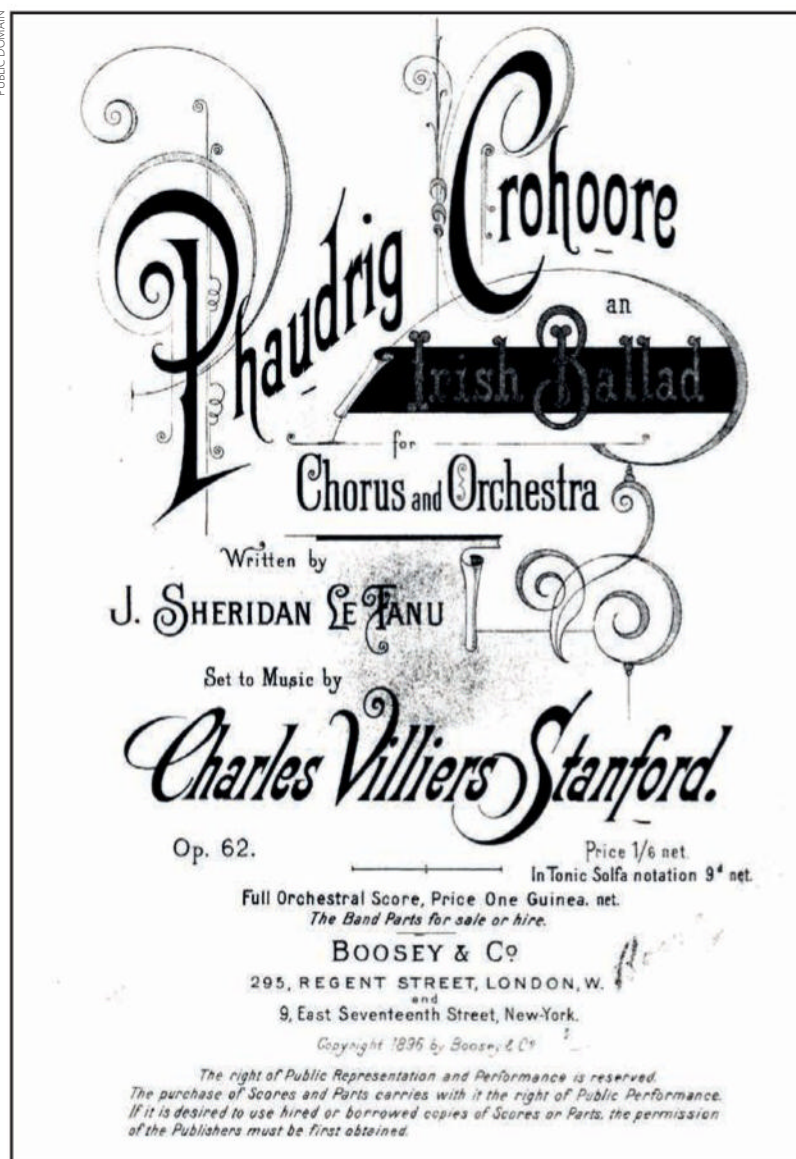 PUBLIC DOMAIN
Phaudrig Crohoore
an
Irish Ballad
for
Chorus and Orchestra
Written by
J. SHERIDAN LE FANU
Set to Music by
Charles Villiers Stanford.
Op. 62.
Price 1/6 net.
In Tonic Solfa notation 9d net.
Full Orchestral Score, Price One Guinea. net.
The Band Parts for sale or hire.
BOOSEY & Co
295, REGENT STREET, LONDON, W.
and
9, East Seventeenth Street, New-York.
Copyright 1896 by Boosey & Co
The right of Public Representation and Performance is reserved.
The purchase of Scores and Parts carries with it the right of Public Performance.
If it is desired to use hired or borrowed copies of Scores or Parts, the permission
of the Publishers must be first obtained.